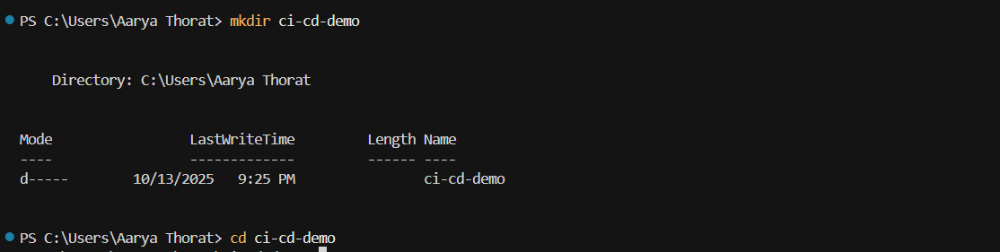 PS C:\Users\Aarya Thorat> mkdir ci-cd-demo
Directory: C:\Users\Aarya Thorat
Mode                 LastWriteTime         Length Name
----                 -------------         ------ ----
d-----        10/13/2025   9:25 PM                ci-cd-demo
PS C:\Users\Aarya Thorat> cd ci-cd-demo